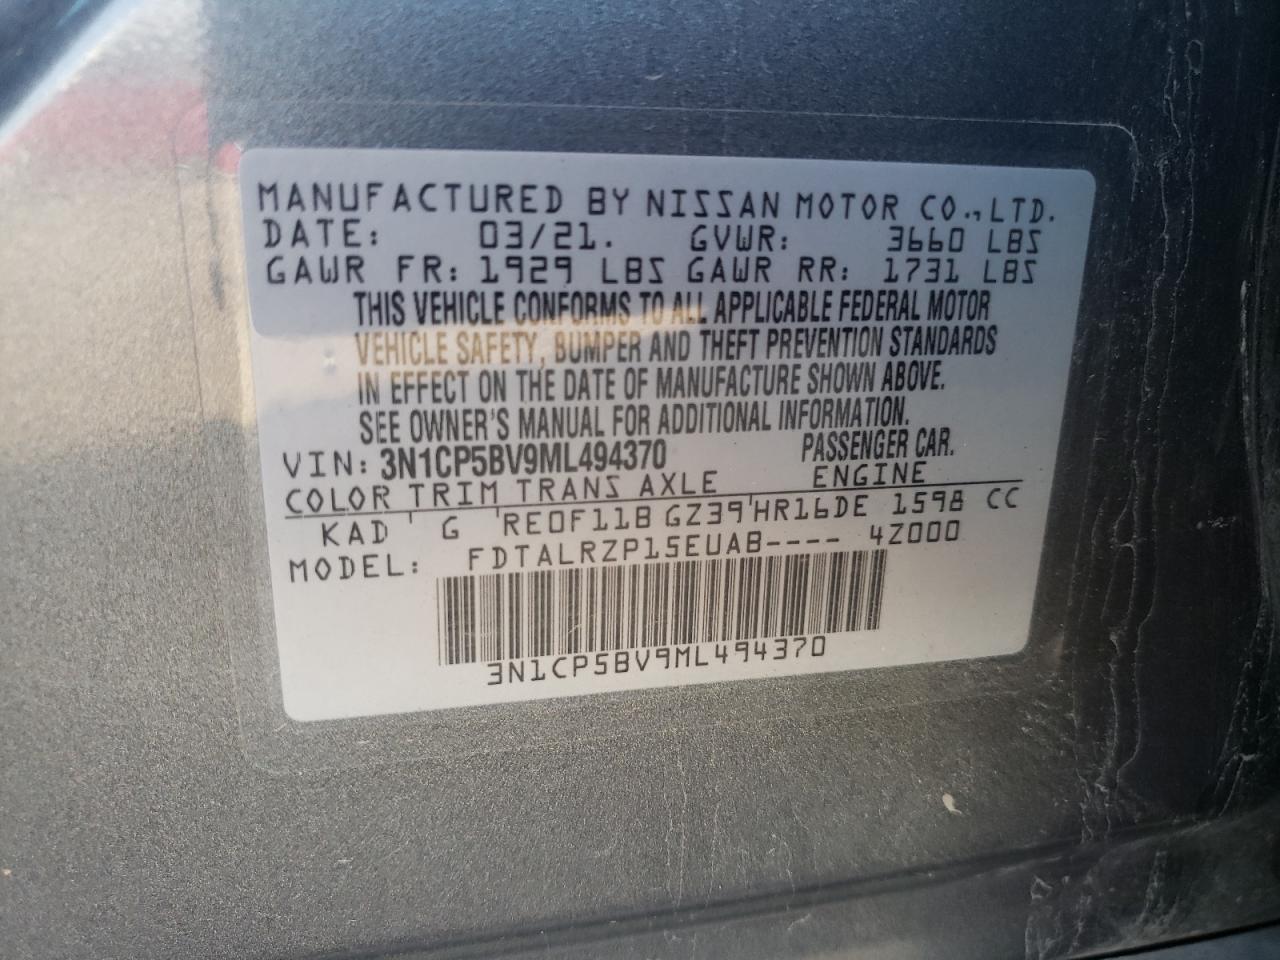 MANUFACTURED BY NISSAN MOTOR CO., LTD.
DATE: 03/21. GVWR: 3660 LBS
GAWR FR: 1929 LBS GAWR RR: 1731 LBS
THIS VEHICLE CONFORMS TO ALL APPLICABLE FEDERAL MOTOR
VEHICLE SAFETY, BUMPER AND THEFT PREVENTION STANDARDS
IN EFFECT ON THE DATE OF MANUFACTURE SHOWN ABOVE.
SEE OWNER'S MANUAL FOR ADDITIONAL INFORMATION.
VIN: 3N1CP5BV9ML494370 PASSENGER CAR.
COLOR TRIM TRANS AXLE ENGINE
KAD ' G 'RE0F11B GZ39'HR16DE 1598 CC
MODEL: FDTALRZP15EUAB---- 4Z000
3N1CP5BV9ML494370